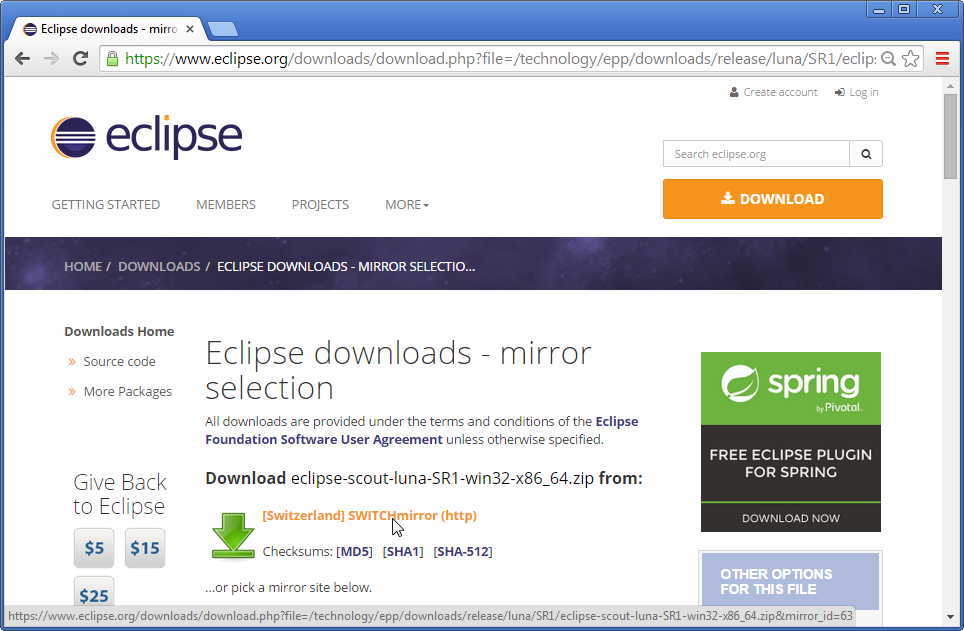 Eclipse downloads - mirro
https://www.eclipse.org/downloads/download.php?file=/technology/epp/downloads/release/luna/SR1/eclips
Create account
Log in
eclipse
Search eclipse.org
DOWNLOAD
GETTING STARTED
MEMBERS
PROJECTS
MORE
HOME / DOWNLOADS / ECLIPSE DOWNLOADS - MIRROR SELECTIO...
Downloads Home
» Source code
» More Packages
Give Back
to Eclipse
$5
$15
$25
Eclipse downloads - mirror
selection
All downloads are provided under the terms and conditions of the Eclipse
Foundation Software User Agreement unless otherwise specified.
Download eclipse-scout-luna-SR1-win32-x86_64.zip from:
[Switzerland] SWITCHmirror (http)
Checksums: [MD5] [SHA1] [SHA-512]
...or pick a mirror site below.
spring
by Pivotal.
FREE ECLIPSE PLUGIN
FOR SPRING
DOWNLOAD NOW
OTHER OPTIONS
FOR THIS FILE
https://www.eclipse.org/downloads/download.php?file=/technology/epp/downloads/release/luna/SR1/eclipse-scout-luna-SR1-win32-x86_64.zip&mirror_id=63